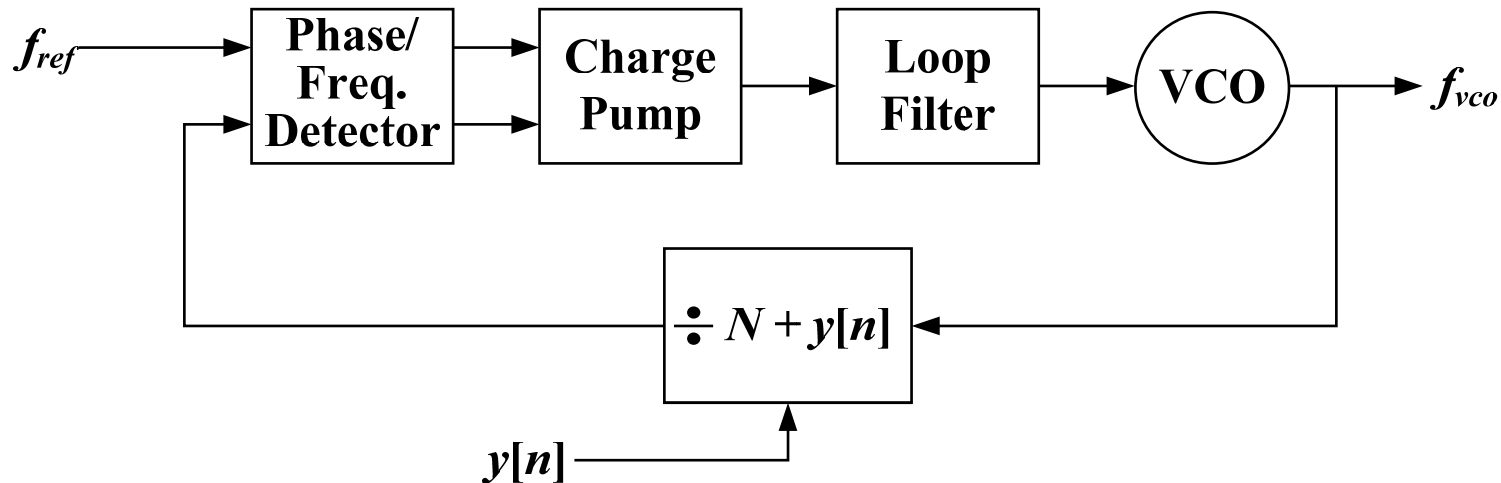 f_ref
Phase/
Freq.
Detector
Charge
Pump
Loop
Filter
VCO
f_vco
÷ N + y[n]
y[n]